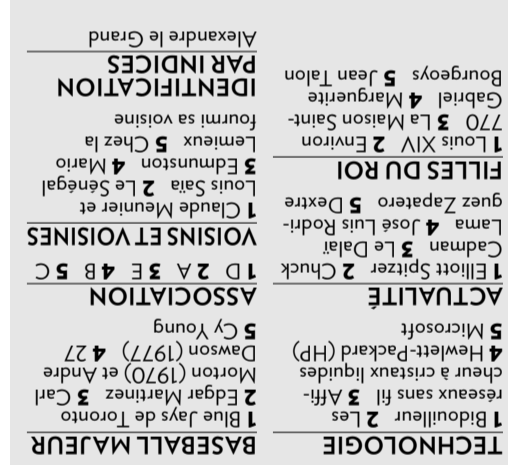 TECHNOLOGIE
1 Bidouilleur 2 Les
réseaux sans fil 3 Affi-
cheur à cristaux liquides
4 Hewlett-Packard (HP)
5 Microsoft
ACTUALITÉ
1 Elliott Spitzer 2 Chuck
Cadman 3 Le Dalaï
Lama 4 José Luis Rodri-
guez Zapatero 5 Dextre
FILLES DU ROI
1 Louis XIV 2 Environ
770 3 La Maison Saint-
Gabriel 4 Marguerite
Bourgeoys 5 Jean Talon
BASEBALL MAJEUR
1 Blue Jays de Toronto
2 Edgar Martinez 3 Carl
Morton (1970) et Andre
Dawson (1977) 4 27
5 Cy Young
ASSOCIATION
1 D 2 A 3 E 4 B 5 C
VOISINS ET VOISINES
1 Claude Meunier et
Louis Saïa 2 Le Sénégal
3 Edmunston 4 Mario
Lemieux 5 Chez la
fourmi sa voisine
IDENTIFICATION
PAR INDICES
Alexandre le Grand